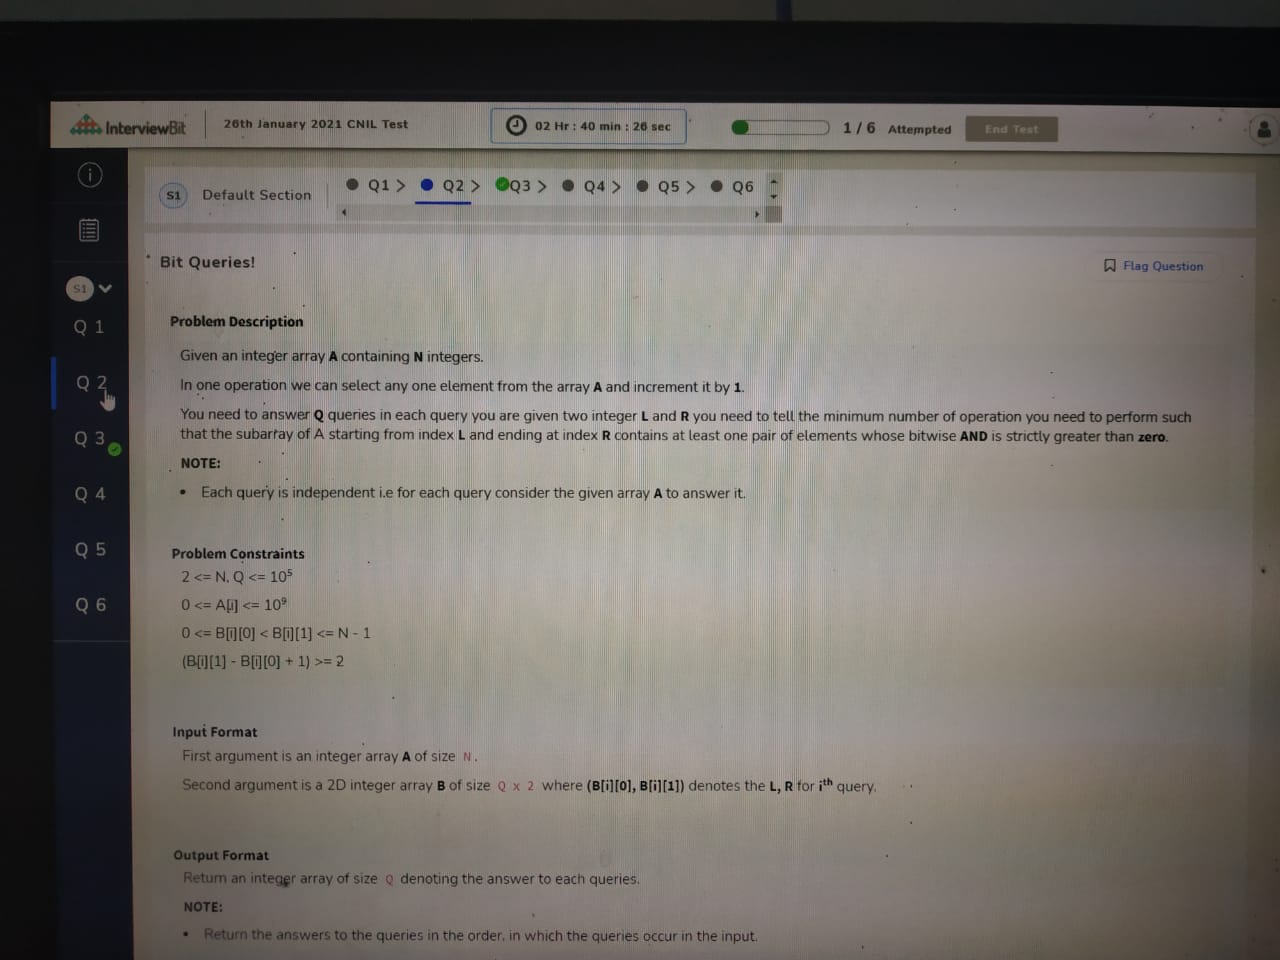 InterviewBit
26th January 2021 CNIL Test
02 Hr : 40 min : 26 sec
1 / 6 Attempted
End Test
S1 Default Section
Q1 > Q2 > Q3 > Q4 > Q5 > Q6
S1
Q 1
Q 2
Q 3
Q 4
Q 5
Q 6
Bit Queries!
Flag Question
Problem Description
Given an integer array A containing N integers.
In one operation we can select any one element from the array A and increment it by 1.
You need to answer Q queries in each query you are given two integer L and R you need to tell the minimum number of operation you need to perform such
that the subarray of A starting from index L and ending at index R contains at least one pair of elements whose bitwise AND is strictly greater than zero.
NOTE:
• Each query is independent i.e for each query consider the given array A to answer it.
Problem Constraints
2 <= N, Q <= 10⁵
0 <= A[i] <= 10⁹
0 <= B[i][0] < B[i][1] <= N - 1
(B[i][1] - B[i][0] + 1) >= 2
Input Format
First argument is an integer array A of size N.
Second argument is a 2D integer array B of size Q x 2 where (B[i][0], B[i][1]) denotes the L, R for iᵗʰ query.
Output Format
Return an integer array of size Q denoting the answer to each queries.
NOTE:
• Return the answers to the queries in the order, in which the queries occur in the input.